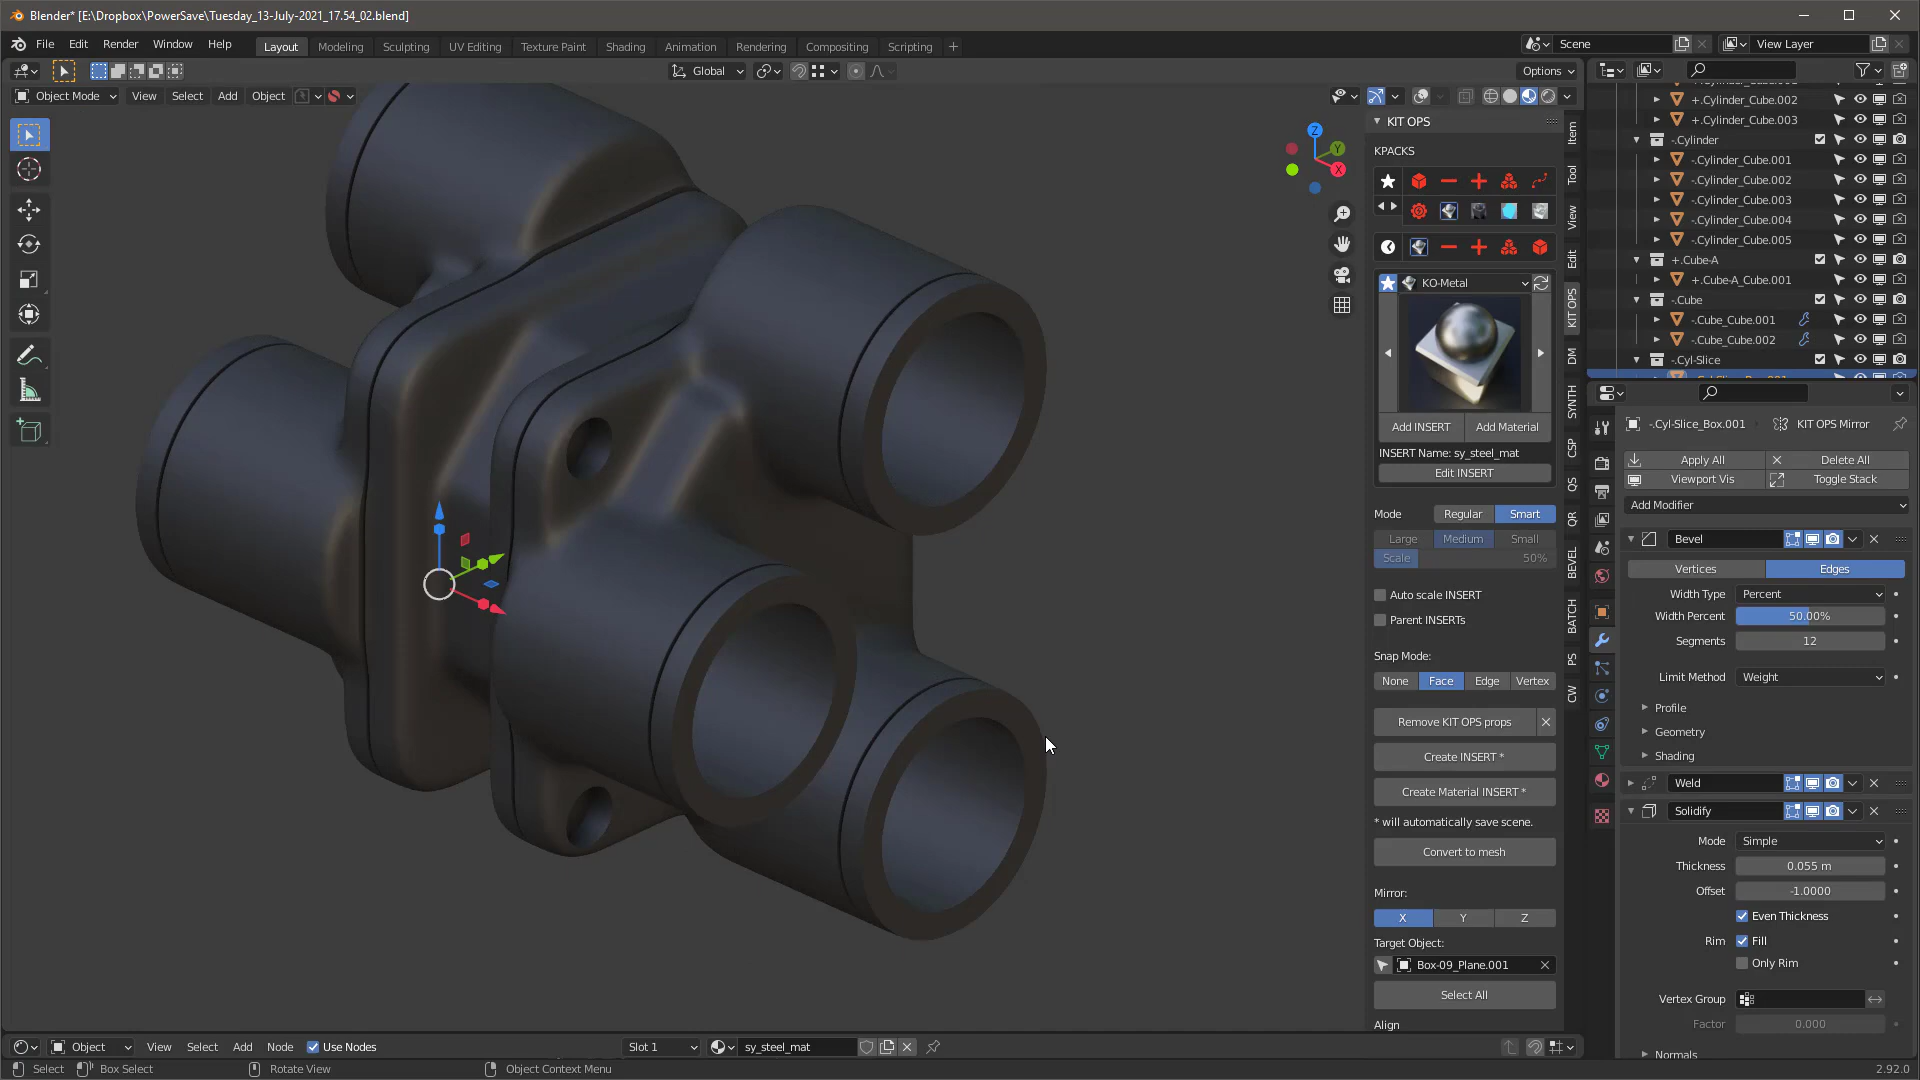 Blender* [E:\Dropbox\PowerSave\Tuesday_13-July-2021_17.54_02.blend]
File Edit Render Window Help Layout Modeling Sculpting UV Editing Texture Paint Shading Animation Rendering Compositing Scripting + Scene View Layer
Global Options
Object Mode View Select Add Object
Z
Y
X
KIT OPS
KPACKS
KO-Metal
Add INSERT Add Material
INSERT Name: sy_steel_mat
Edit INSERT
Mode Regular Smart
Large Medium Small
Scale 50%
Auto scale INSERT
Parent INSERTs
Snap Mode:
None Face Edge Vertex
Remove KIT OPS props
Create INSERT *
Create Material INSERT *
* will automatically save scene.
Convert to mesh
Mirror:
X Y Z
Target Object:
Box-09_Plane.001
Select All
Align
Item
Tool
View
Edit
KIT OPS
DM
SYNTH
CSP
QS
QR
BEVEL
BATCH
PS
CW
+.Cylinder_Cube.002
+.Cylinder_Cube.003
-.Cylinder
-.Cylinder_Cube.001
-.Cylinder_Cube.002
-.Cylinder_Cube.003
-.Cylinder_Cube.004
-.Cylinder_Cube.005
+.Cube-A
+.Cube-A_Cube.001
-.Cube
-.Cube_Cube.001
-.Cube_Cube.002
-.Cyl-Slice
-.Cyl-Slice_Box.001 KIT OPS Mirror
Apply All Delete All
Viewport Vis Toggle Stack
Add Modifier
Bevel
Vertices Edges
Width Type Percent
Width Percent 50.00%
Segments 12
Limit Method Weight
Profile
Geometry
Shading
Weld
Solidify
Mode Simple
Thickness 0.055 m
Offset -1.0000
Even Thickness
Rim Fill
Only Rim
Vertex Group
Factor 0.000
Normals
Object View Select Add Node Use Nodes Slot 1 sy_steel_mat
Select Box Select Rotate View Object Context Menu 2.92.0